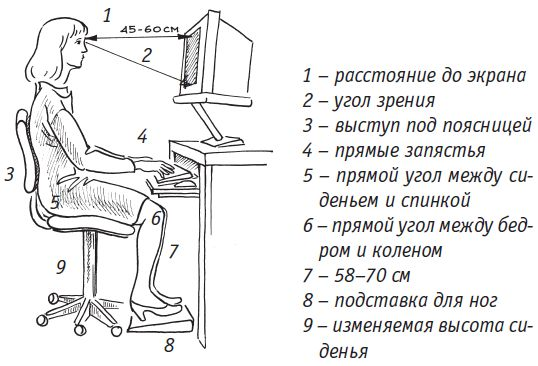 1
45-60 см
2
4
3
5
6
7
9
8
1 – расстояние до экрана
2 – угол зрения
3 – выступ под поясницей
4 – прямые запястья
5 – прямой угол между си-
деньем и спинкой
6 – прямой угол между бед-
ром и коленом
7 – 58–70 см
8 – подставка для ног
9 – изменяемая высота си-
денья